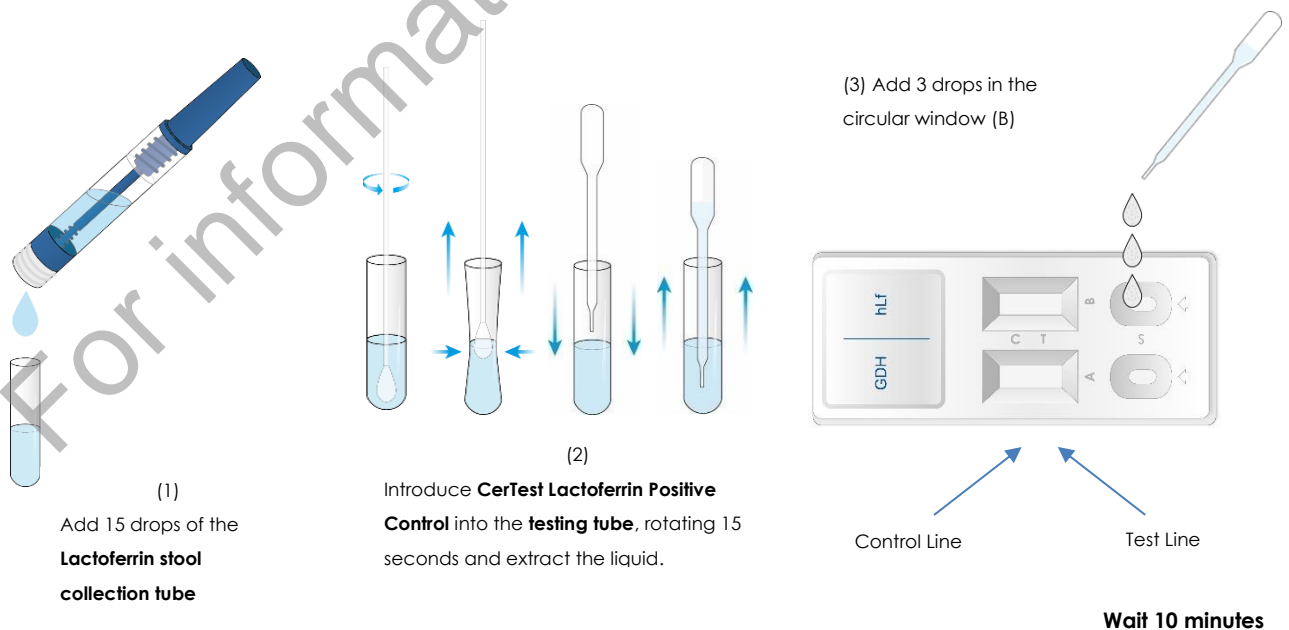 For informat
(1)
Add 15 drops of the
Lactoferrin stool
collection tube
(2)
Introduce CerTest Lactoferrin Positive
Control into the testing tube, rotating 15
seconds and extract the liquid.
(3) Add 3 drops in the
circular window (B)
hLf
GDH
B
C T
S
A
Control Line
Test Line
Wait 10 minutes